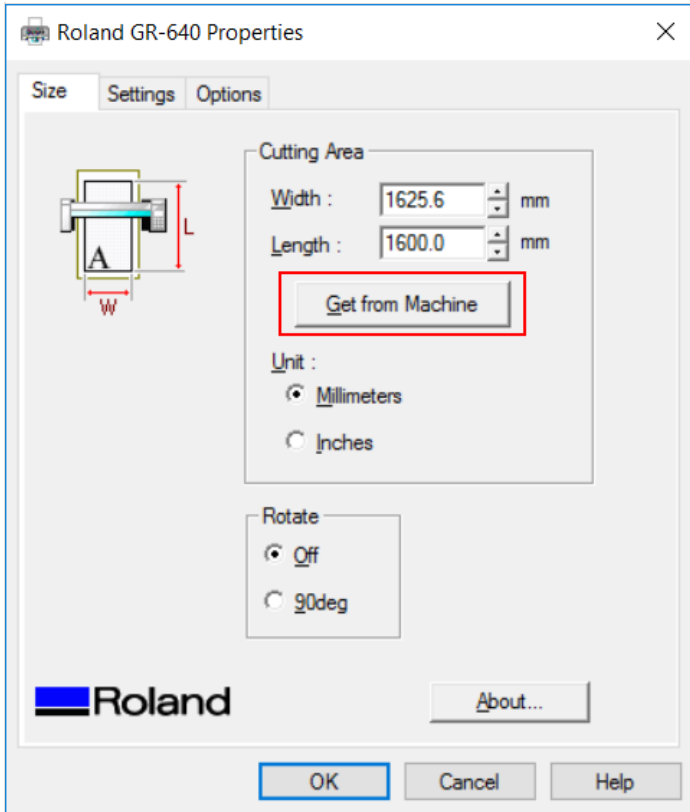 Roland GR-640 Properties
Size Settings Options
Cutting Area
Width : 1625.6 mm
Length : 1600.0 mm
Get from Machine
Unit :
Millimeters
Inches
L
A
W
Rotate
Off
90deg
Roland
About...
OK Cancel Help